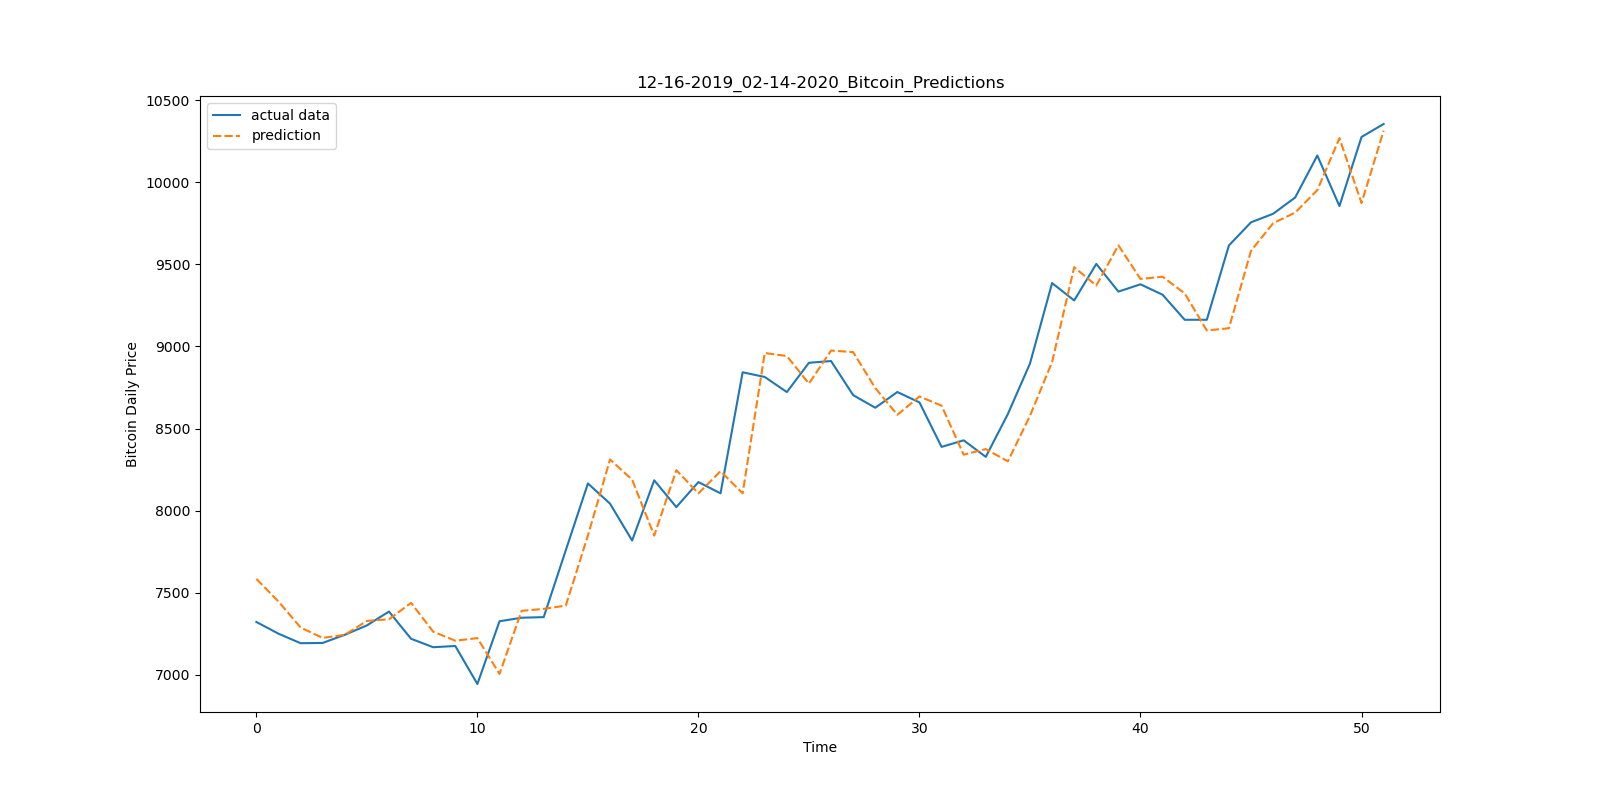 12-16-2019_02-14-2020_Bitcoin_Predictions
actual data
prediction
10500
10000
9500
9000
8500
8000
7500
7000
Bitcoin Daily Price
0 10 20 30 40 50
Time